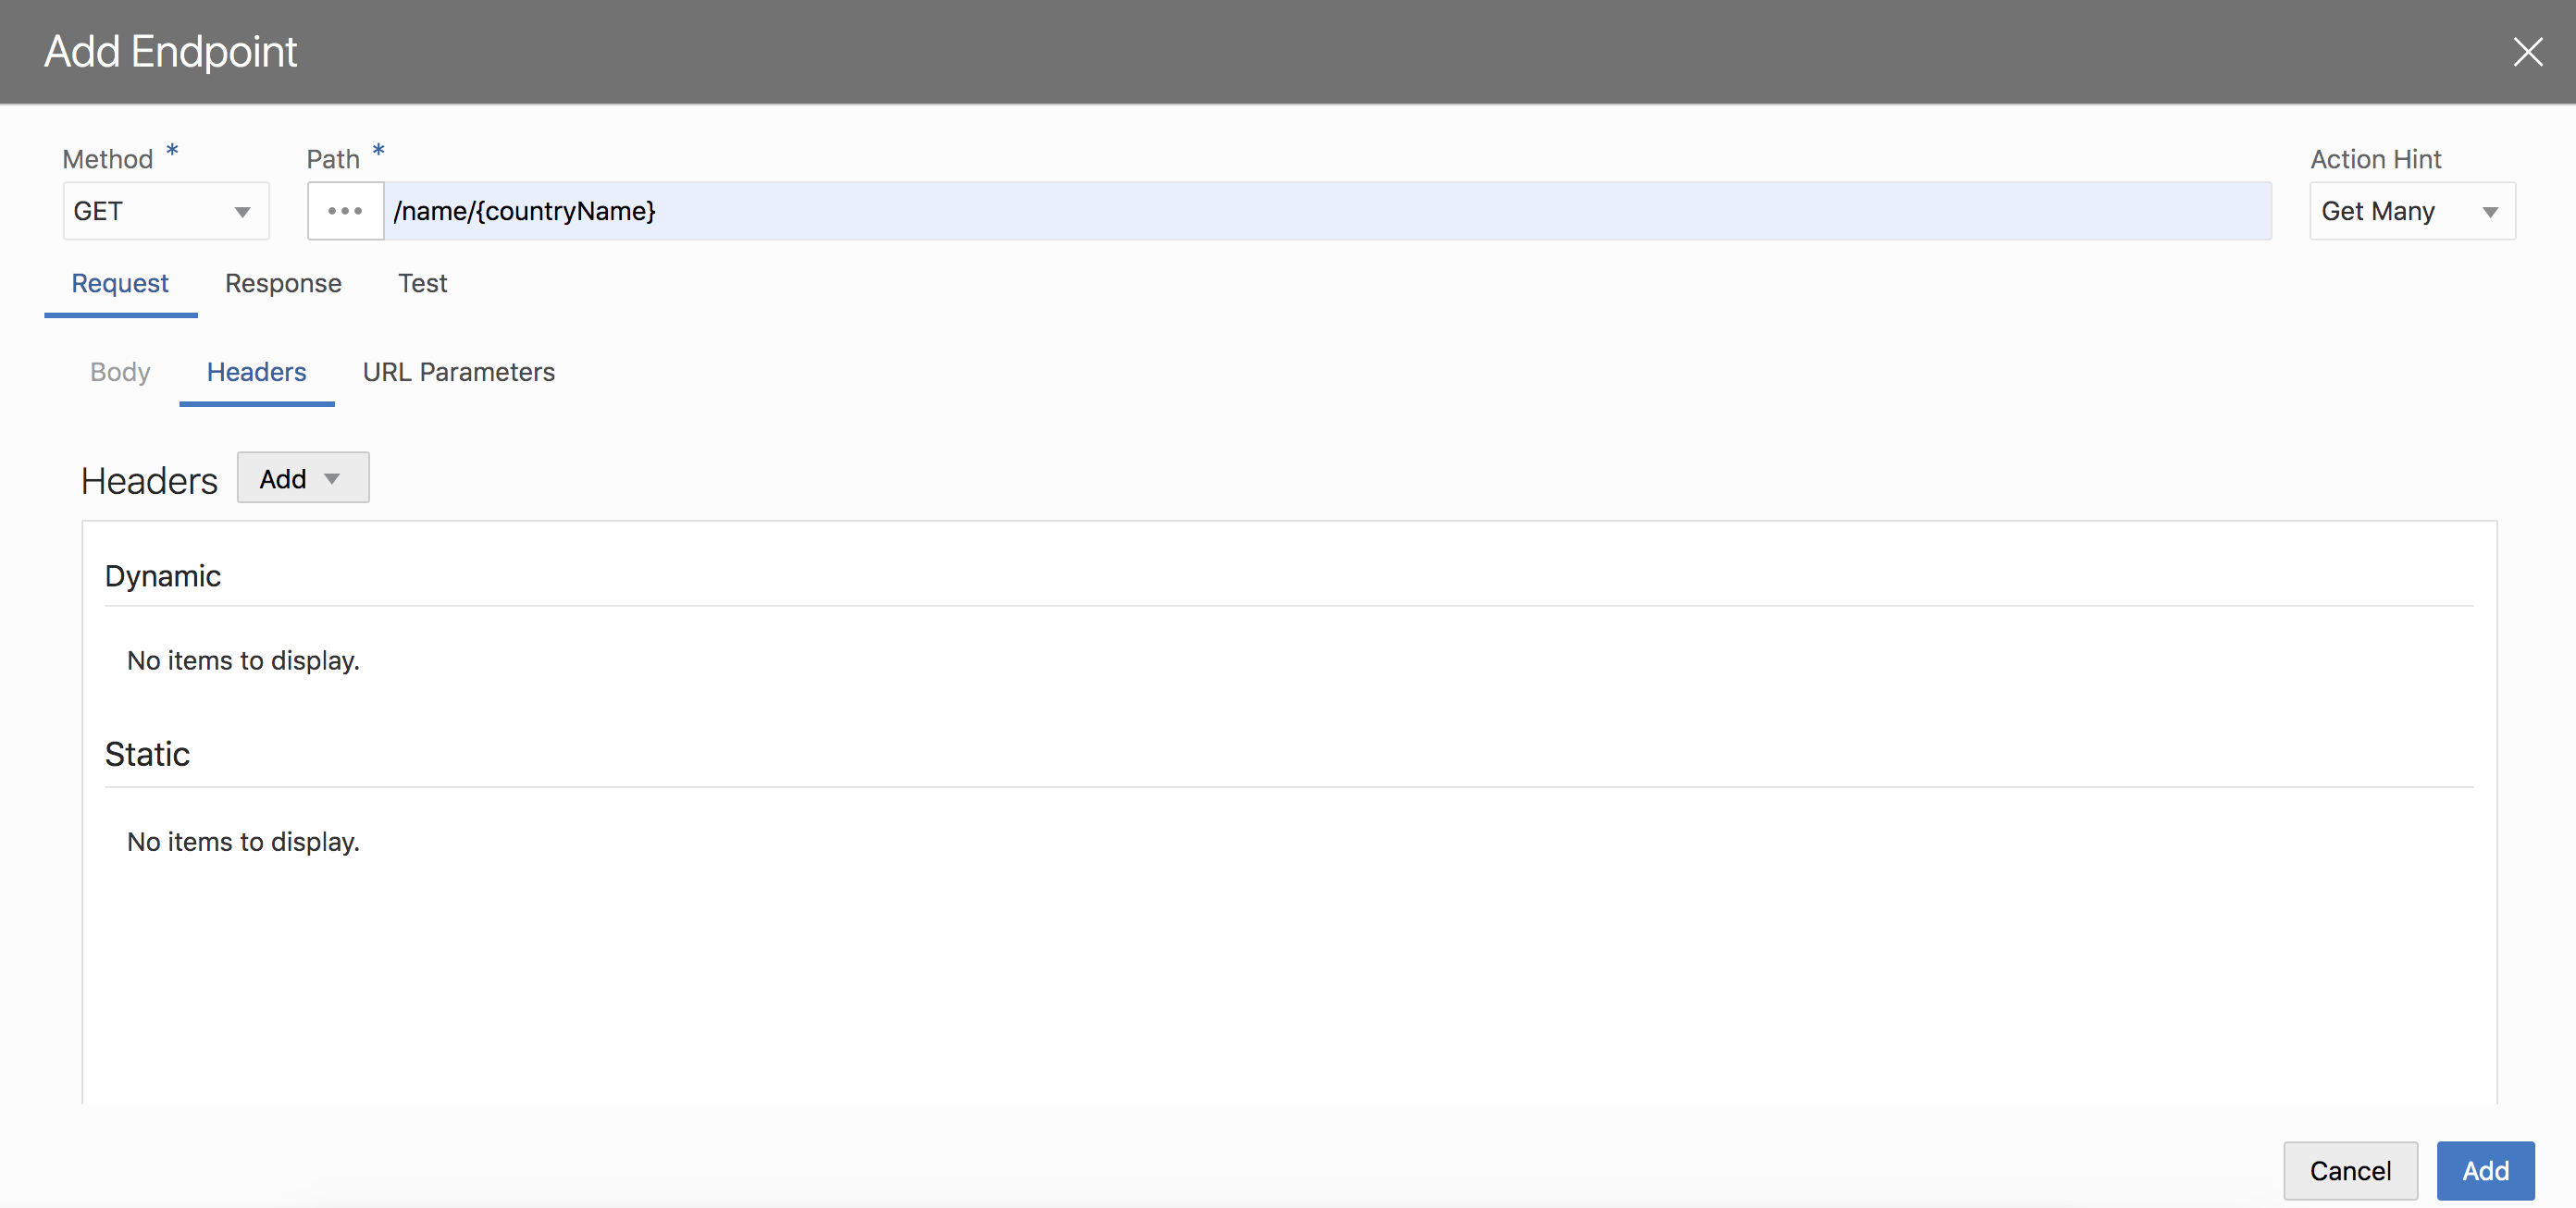 Add Endpoint
Method * Path * Action Hint
GET /name/{countryName} Get Many
Request Response Test
Body Headers URL Parameters
Headers Add
Dynamic
No items to display.
Static
No items to display.
Cancel Add